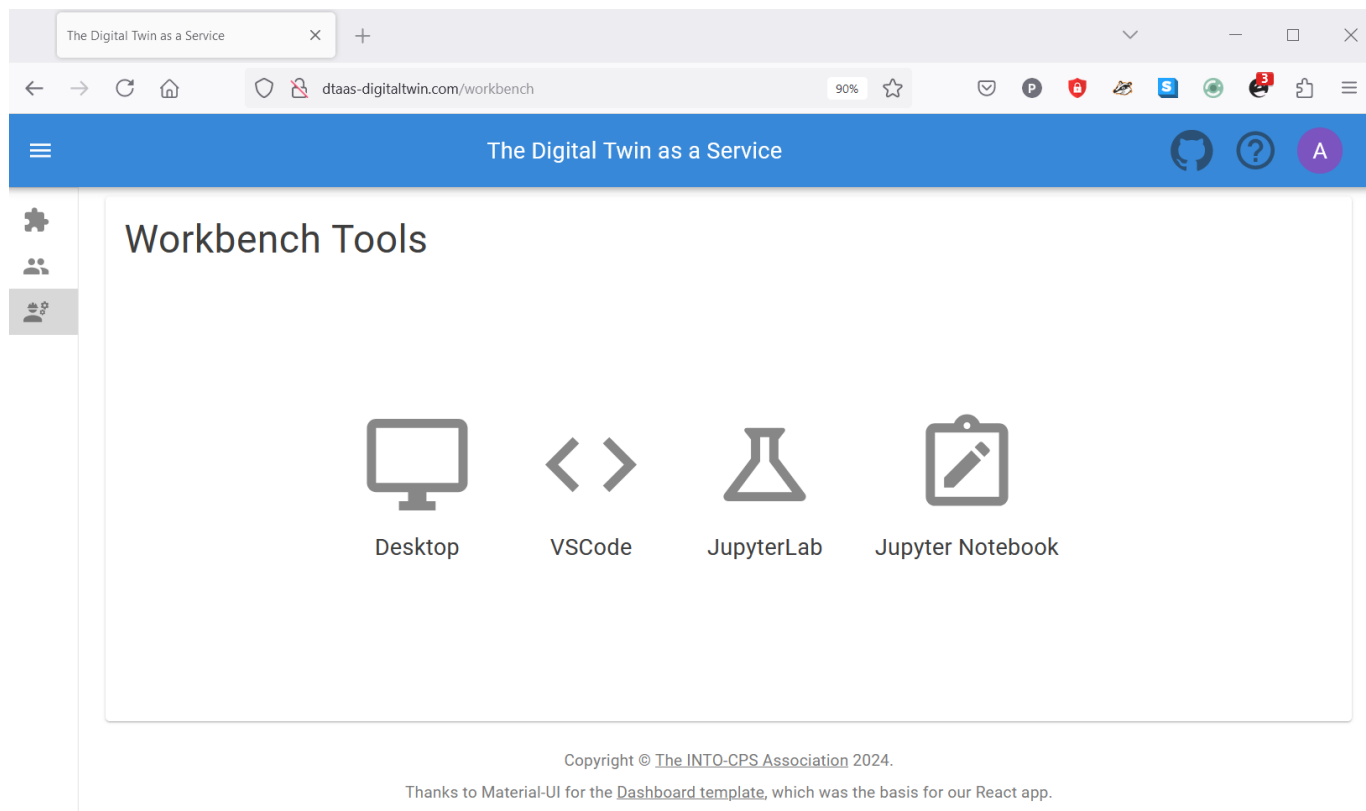 The Digital Twin as a Service
dtaas-digitaltwin.com/workbench
90%
P
S
3
The Digital Twin as a Service
A
Workbench Tools
Desktop
VSCode
JupyterLab
Jupyter Notebook
Copyright © The INTO-CPS Association 2024.
Thanks to Material-UI for the Dashboard template, which was the basis for our React app.